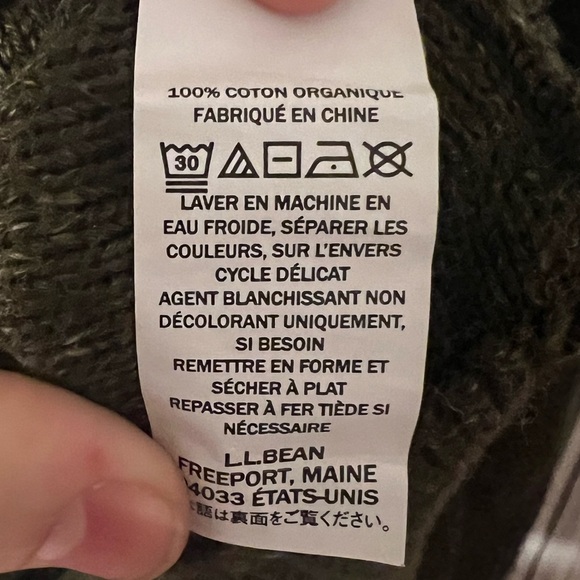 100% COTON ORGANIQUE
FABRIQUÉ EN CHINE
30
LAVER EN MACHINE EN
EAU FROIDE, SÉPARER LES
COULEURS, SUR L'ENVERS
CYCLE DÉLICAT
AGENT BLANCHISSANT NON
DÉCOLORANT UNIQUEMENT,
SI BESOIN
REMETTRE EN FORME ET
SÉCHER À PLAT
REPASSER À FER TIÈDE SI
NÉCESSAIRE
L.L.BEAN
FREEPORT, MAINE
04033 ÉTATS-UNIS
語は裏面をご覧ください。